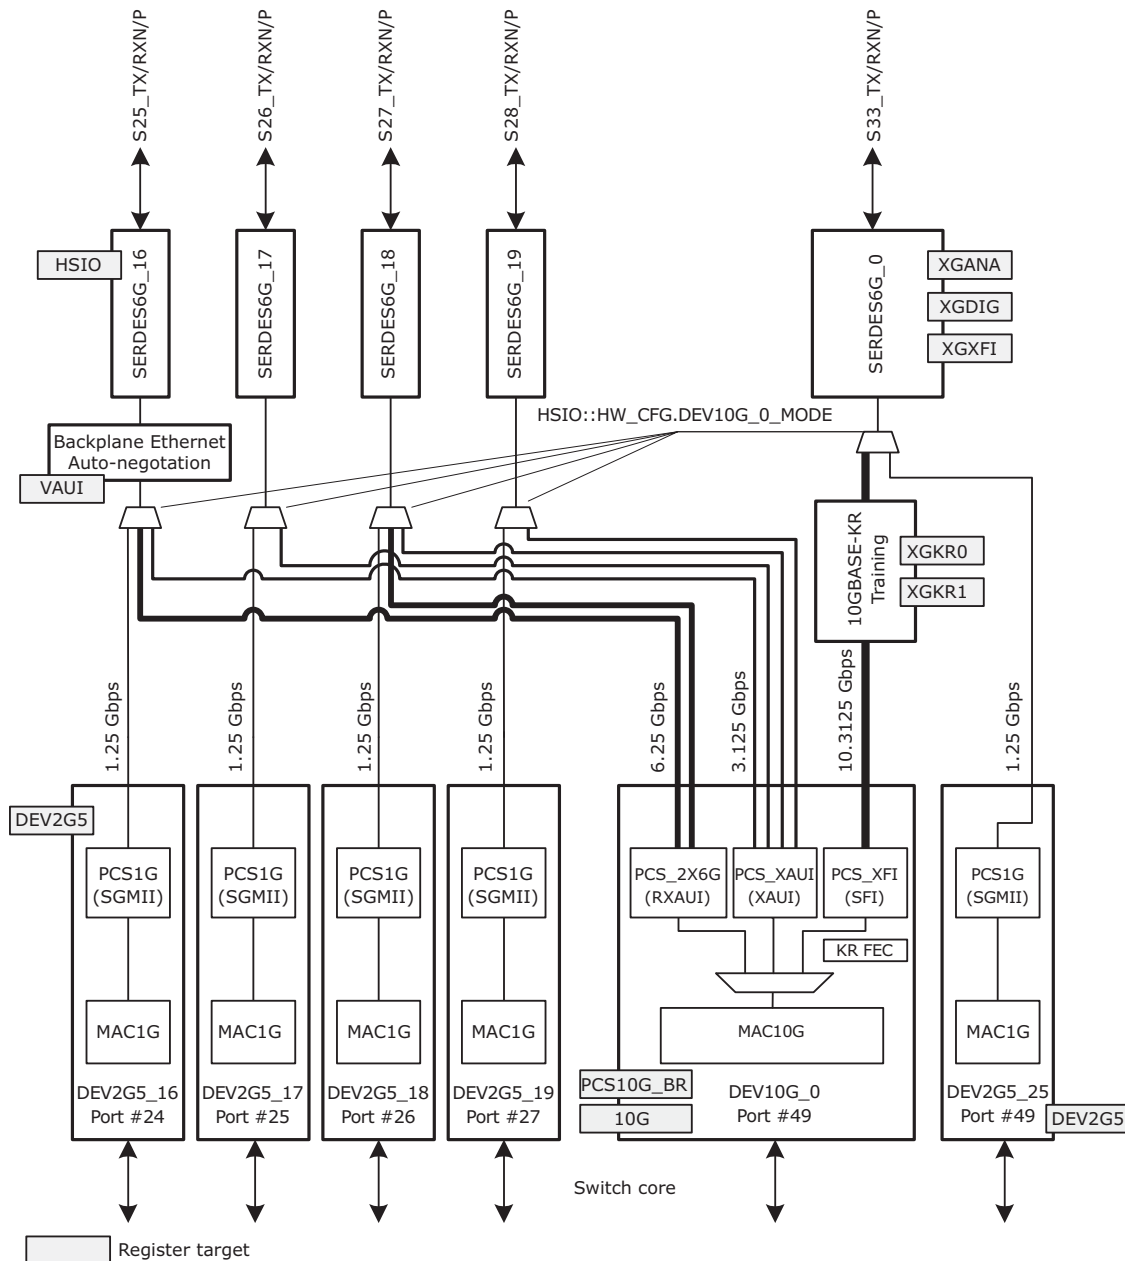 S25_TX/RXN/P
S26_TX/RXN/P
S27_TX/RXN/P
S28_TX/RXN/P
S33_TX/RXN/P
HSIO
SERDES6G_16
SERDES6G_17
SERDES6G_18
SERDES6G_19
SERDES6G_0
XGANA
XGDIG
XGXFI
HSIO::HW_CFG.DEV10G_0_MODE
Backplane Ethernet
Auto-negotation
VAUI
10GBASE-KR
Training
XGKR0
XGKR1
1.25 Gbps
1.25 Gbps
1.25 Gbps
1.25 Gbps
6.25 Gbps
3.125 Gbps
10.3125 Gbps
1.25 Gbps
DEV2G5
PCS1G
(SGMII)
PCS1G
(SGMII)
PCS1G
(SGMII)
PCS1G
(SGMII)
PCS_2X6G
(RXAUI)
PCS_XAUI
(XAUI)
PCS_XFI
(SFI)
PCS1G
(SGMII)
KR FEC
MAC1G
MAC1G
MAC1G
MAC1G
MAC10G
MAC1G
DEV2G5_16
Port #24
DEV2G5_17
Port #25
DEV2G5_18
Port #26
DEV2G5_19
Port #27
PCS10G_BR
10G
DEV10G_0
Port #49
DEV2G5_25
Port #49
DEV2G5
Switch core
Register target